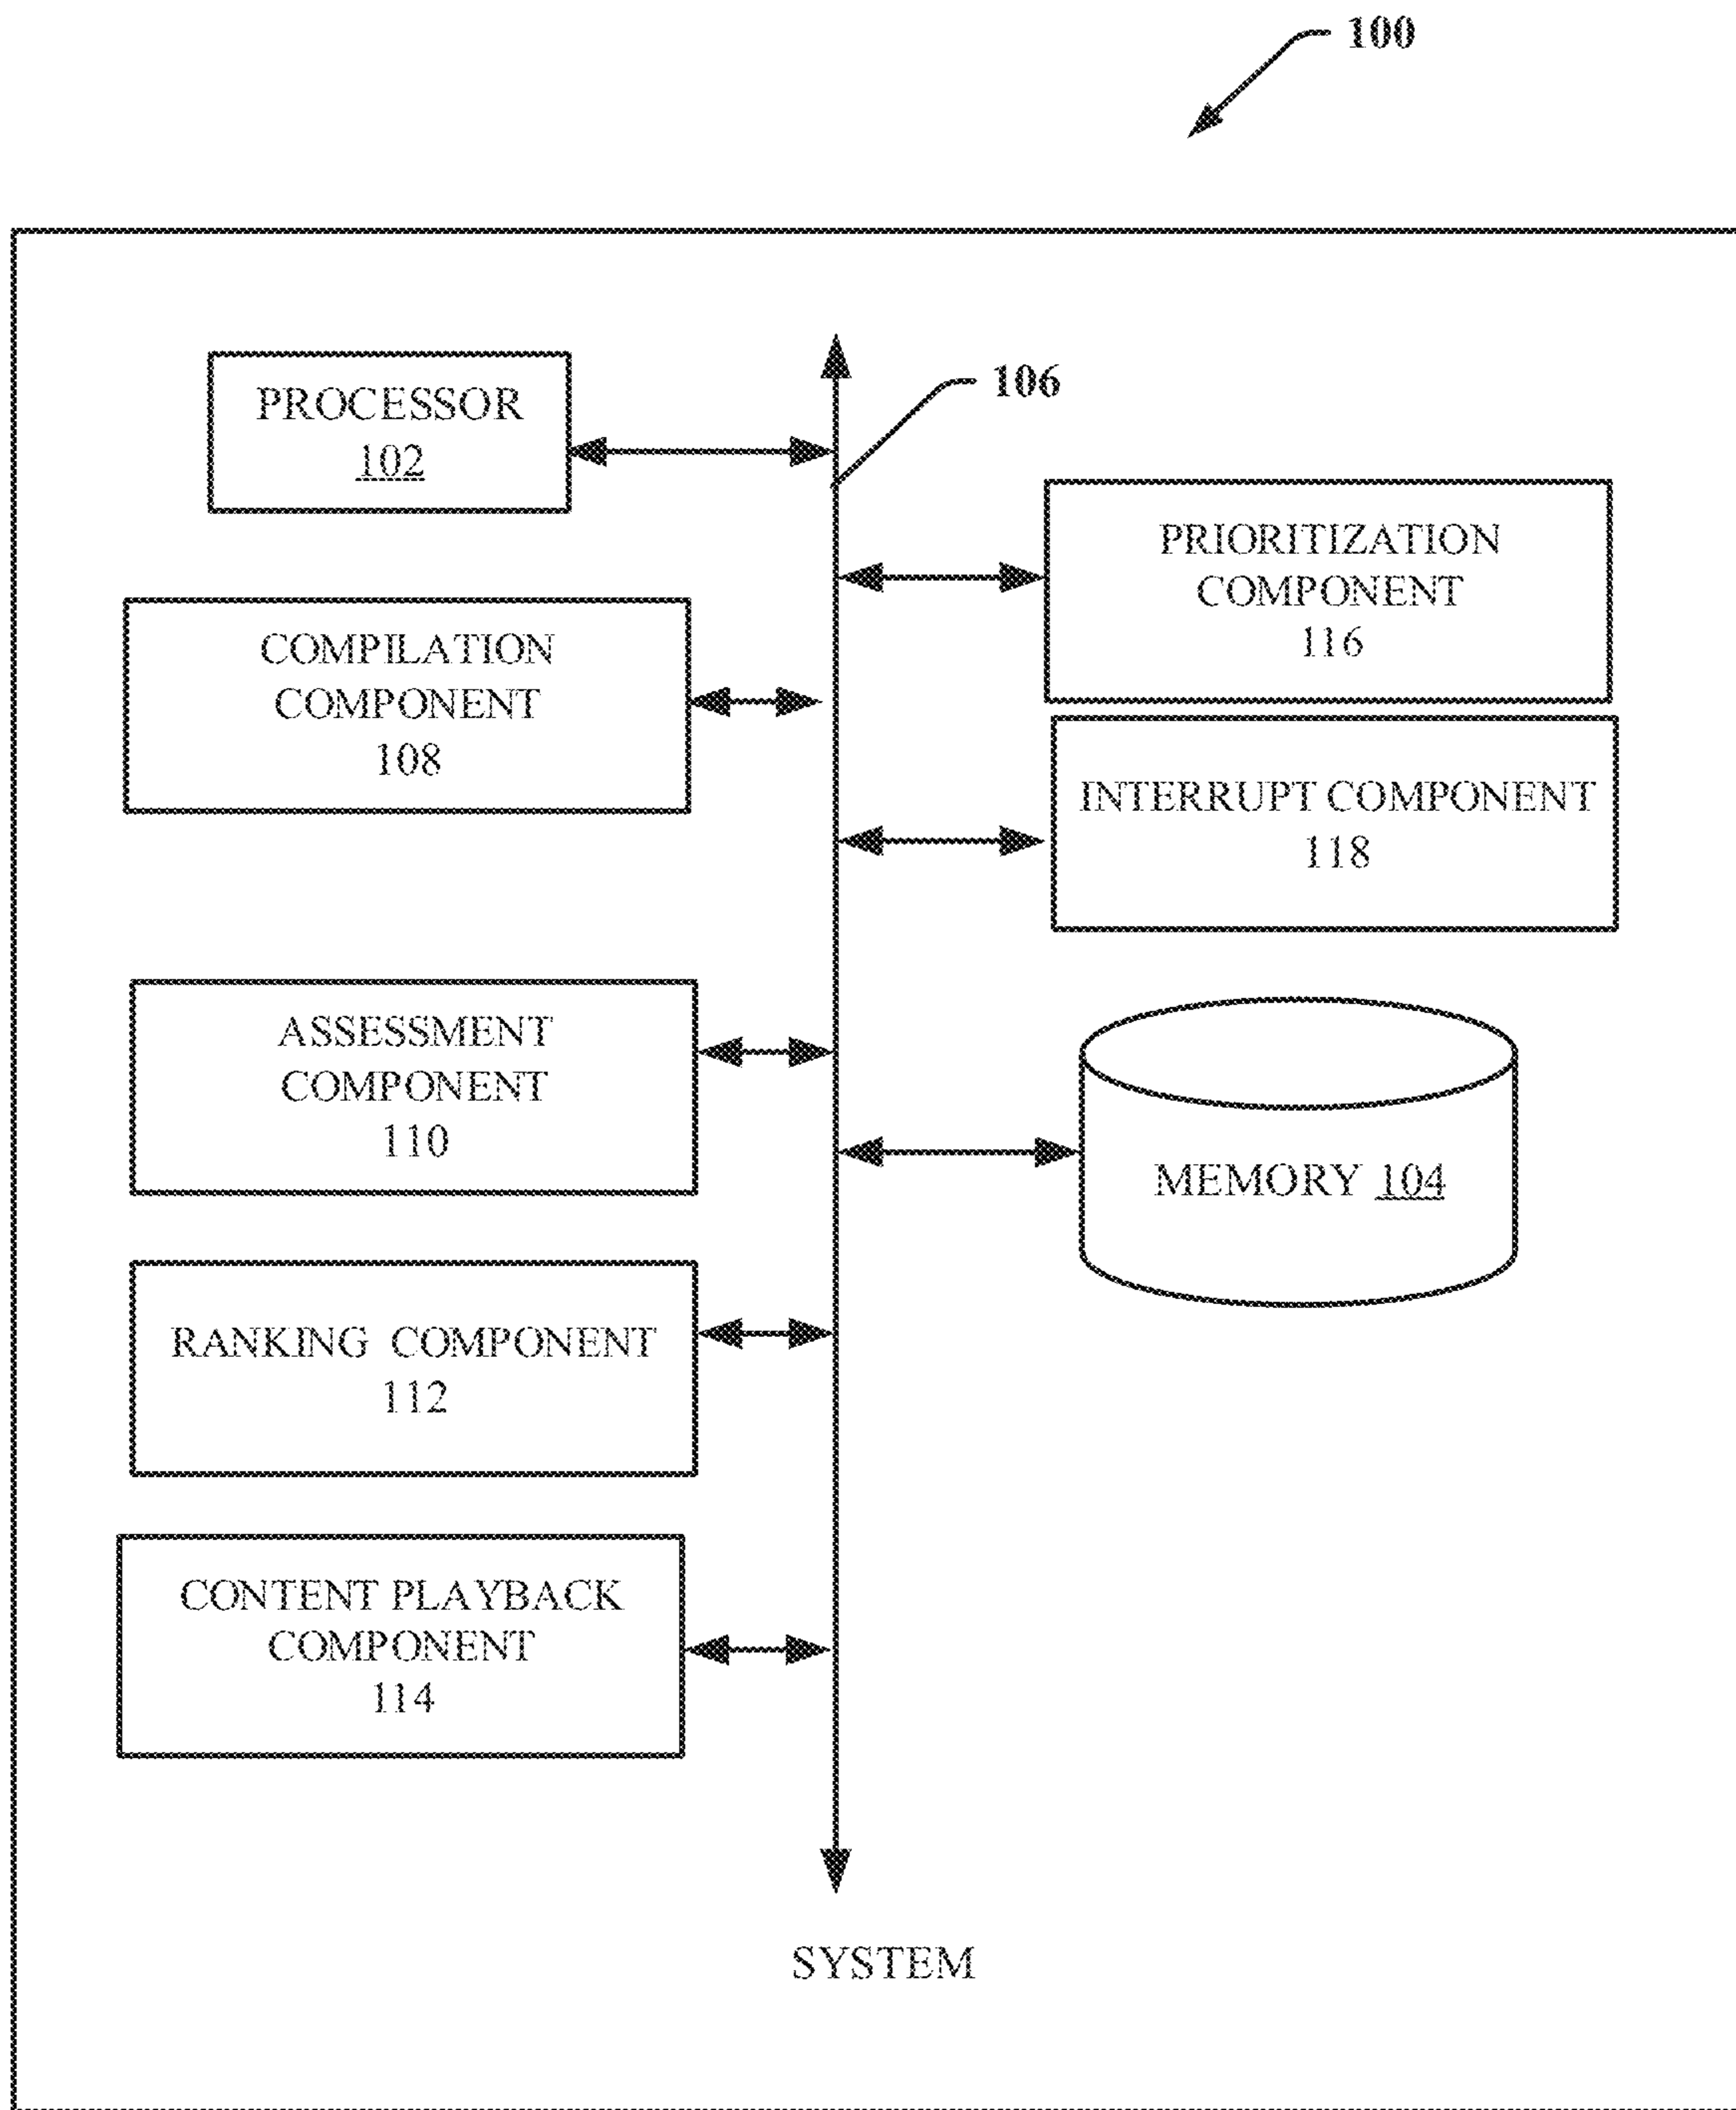 100
PROCESSOR
102
106
PRIORITIZATION
COMPONENT
116
COMPILATION
COMPONENT
108
INTERRUPT COMPONENT
118
ASSESSMENT
COMPONENT
110
MEMORY 104
RANKING COMPONENT
112
CONTENT PLAYBACK
COMPONENT
114
SYSTEM